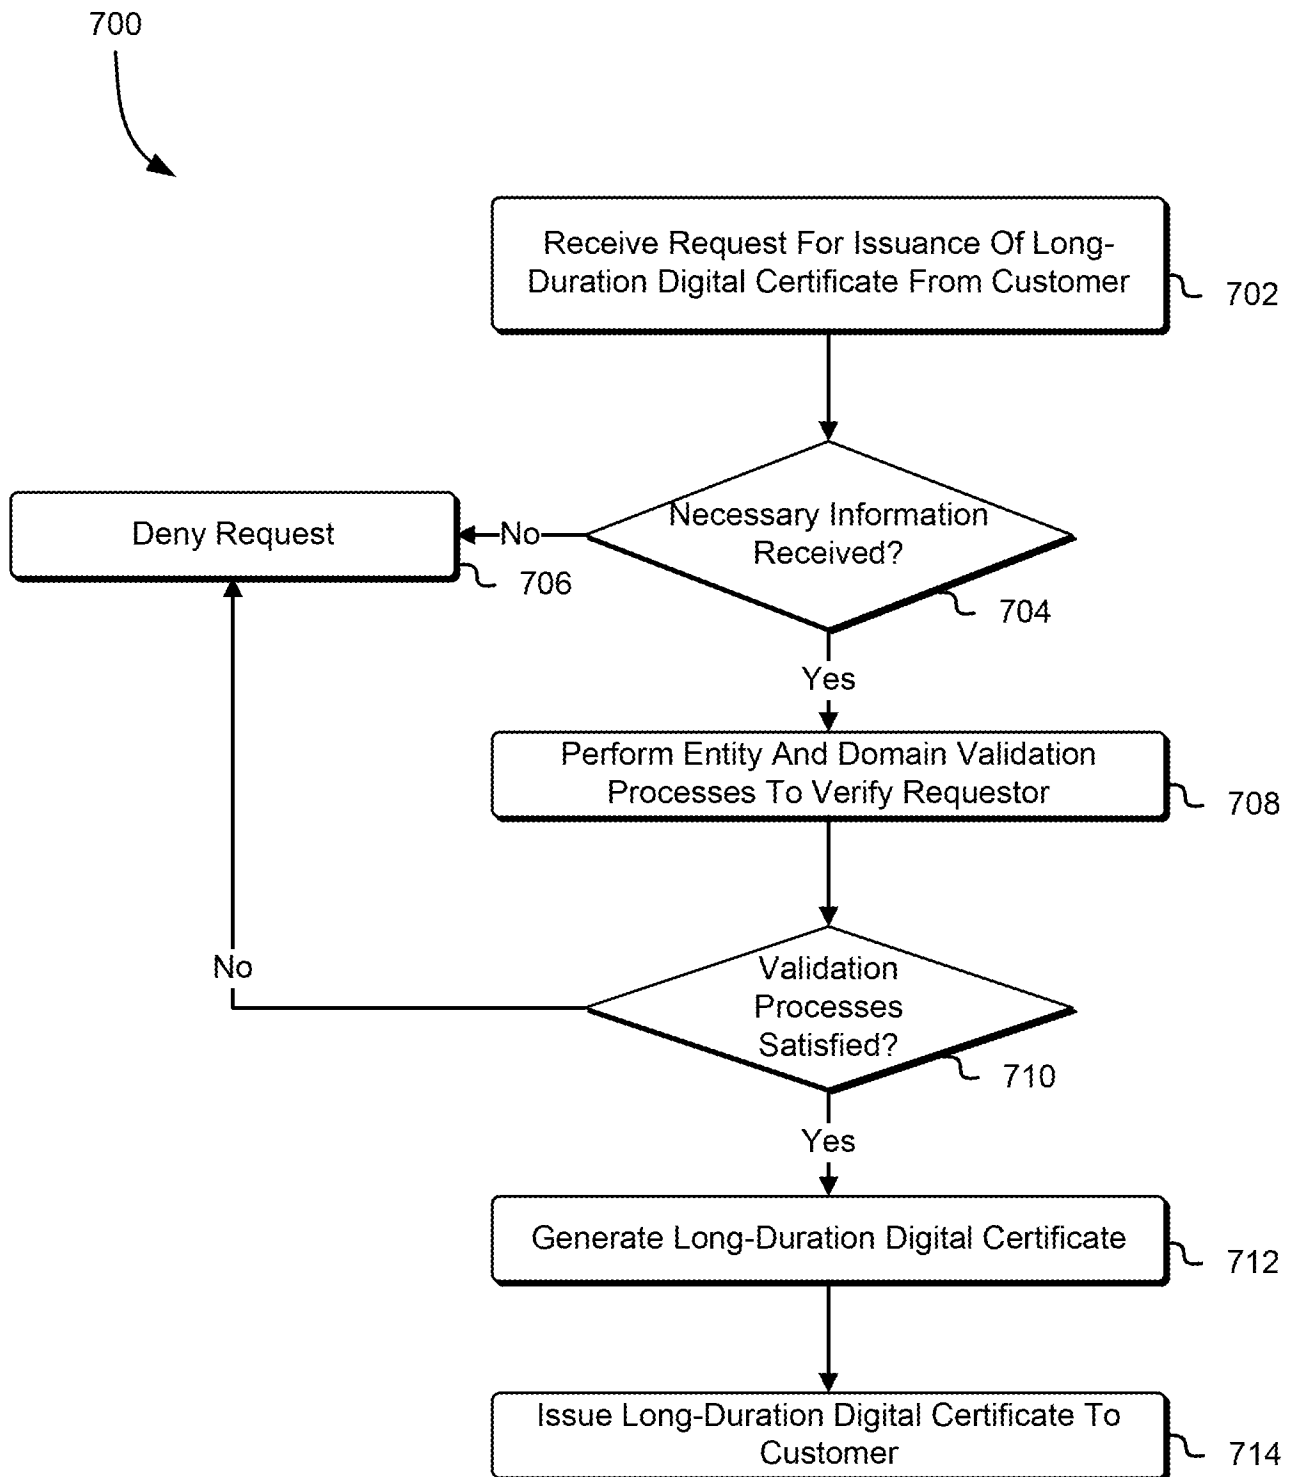 700
Receive Request For Issuance Of Long-
Duration Digital Certificate From Customer
702
Necessary Information
Received?
704
No
Deny Request
706
Yes
Perform Entity And Domain Validation
Processes To Verify Requestor
708
Validation
Processes
Satisfied?
710
No
Yes
Generate Long-Duration Digital Certificate
712
Issue Long-Duration Digital Certificate To
Customer
714